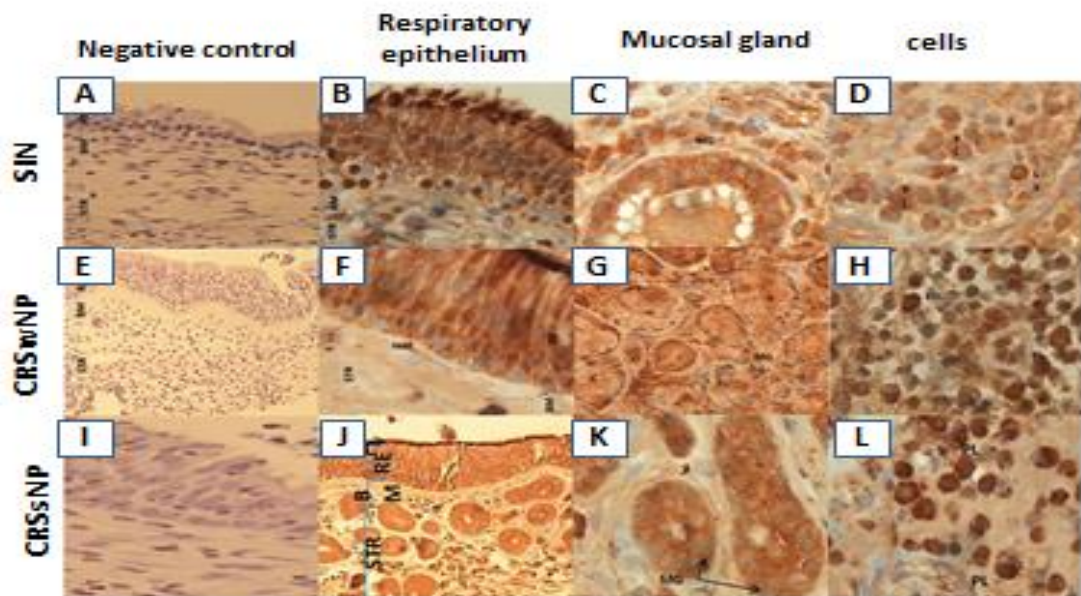 Negative control
Respiratory
epithelium
Mucosal gland
cells
SIN
A
B
C
D
CRSwNP
E
F
G
H
CRSsNP
I
J
K
L
RE
B
M
STR
MG
PL
PL